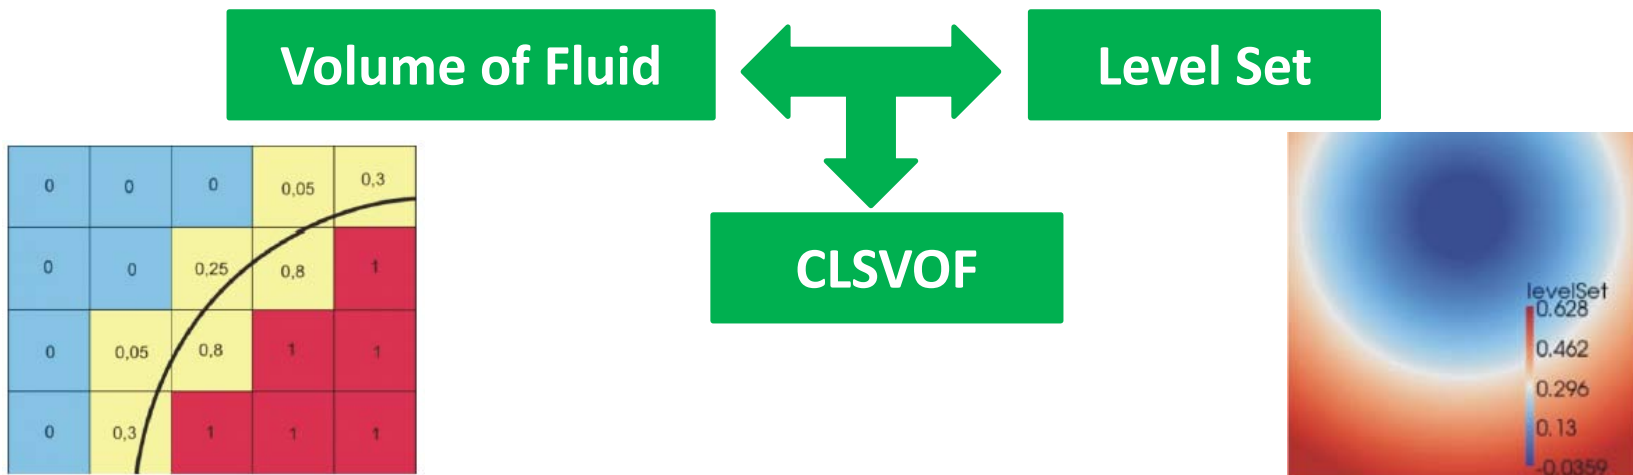 Volume of Fluid
Level Set
CLSVOF
0 0 0 0,05 0,3
0 0 0,25 0,8 1
0 0,05 0,8 1 1
0 0,3 1 1 1
levelSet
0.628
0.462
0.296
0.13
-0.0359